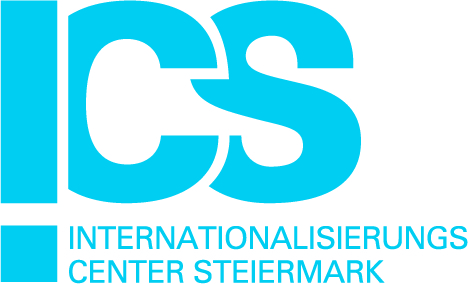 ICS
INTERNATIONALISIERUNGS
CENTER STEIERMARK